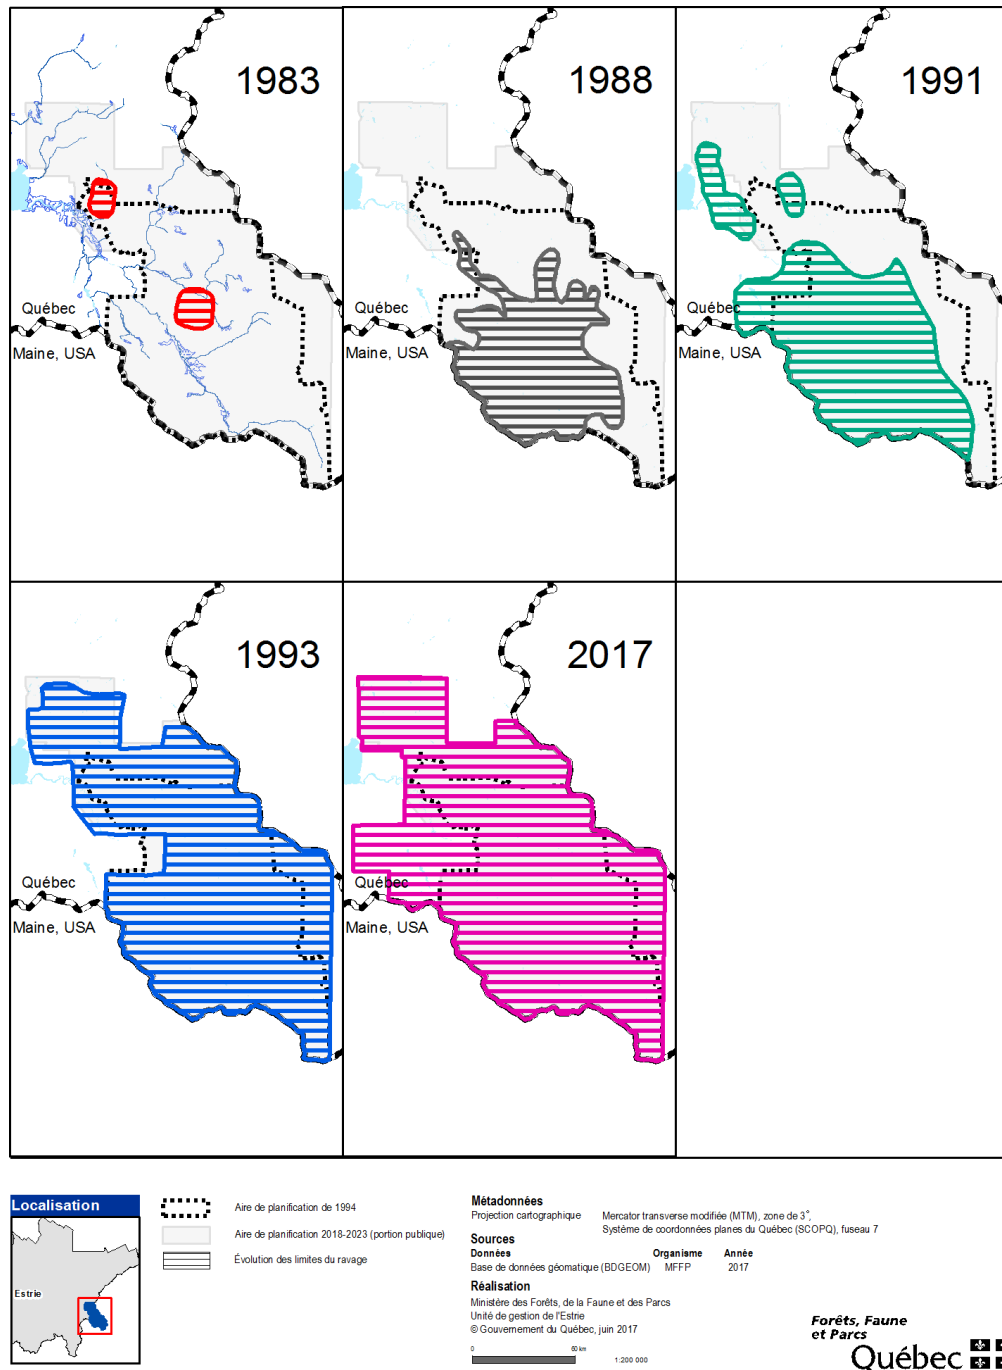 1983
Québec
Maine, USA
1988
Québec
Maine, USA
1991
Québec
Maine, USA
1993
Québec
Maine, USA
2017
Québec
Maine, USA
Localisation
Estrie
Aire de planification de 1994
Aire de planification 2018-2023 (portion publique)
Évolution des limites du ravage
Métadonnées
Projection cartographique Mercator transverse modifiée (MTM), zone de 3°,
Système de coordonnées planes du Québec (SCOPQ), fuseau 7
Sources
Données Organisme Année
Base de données géomatique (BDGEOM) MFFP 2017
Réalisation
Ministère des Forêts, de la Faune et des Parcs
Unité de gestion de l'Estrie
© Gouvernement du Québec, juin 2017
0 60 km
1:200 000
Forêts, Faune
et Parcs
Québec